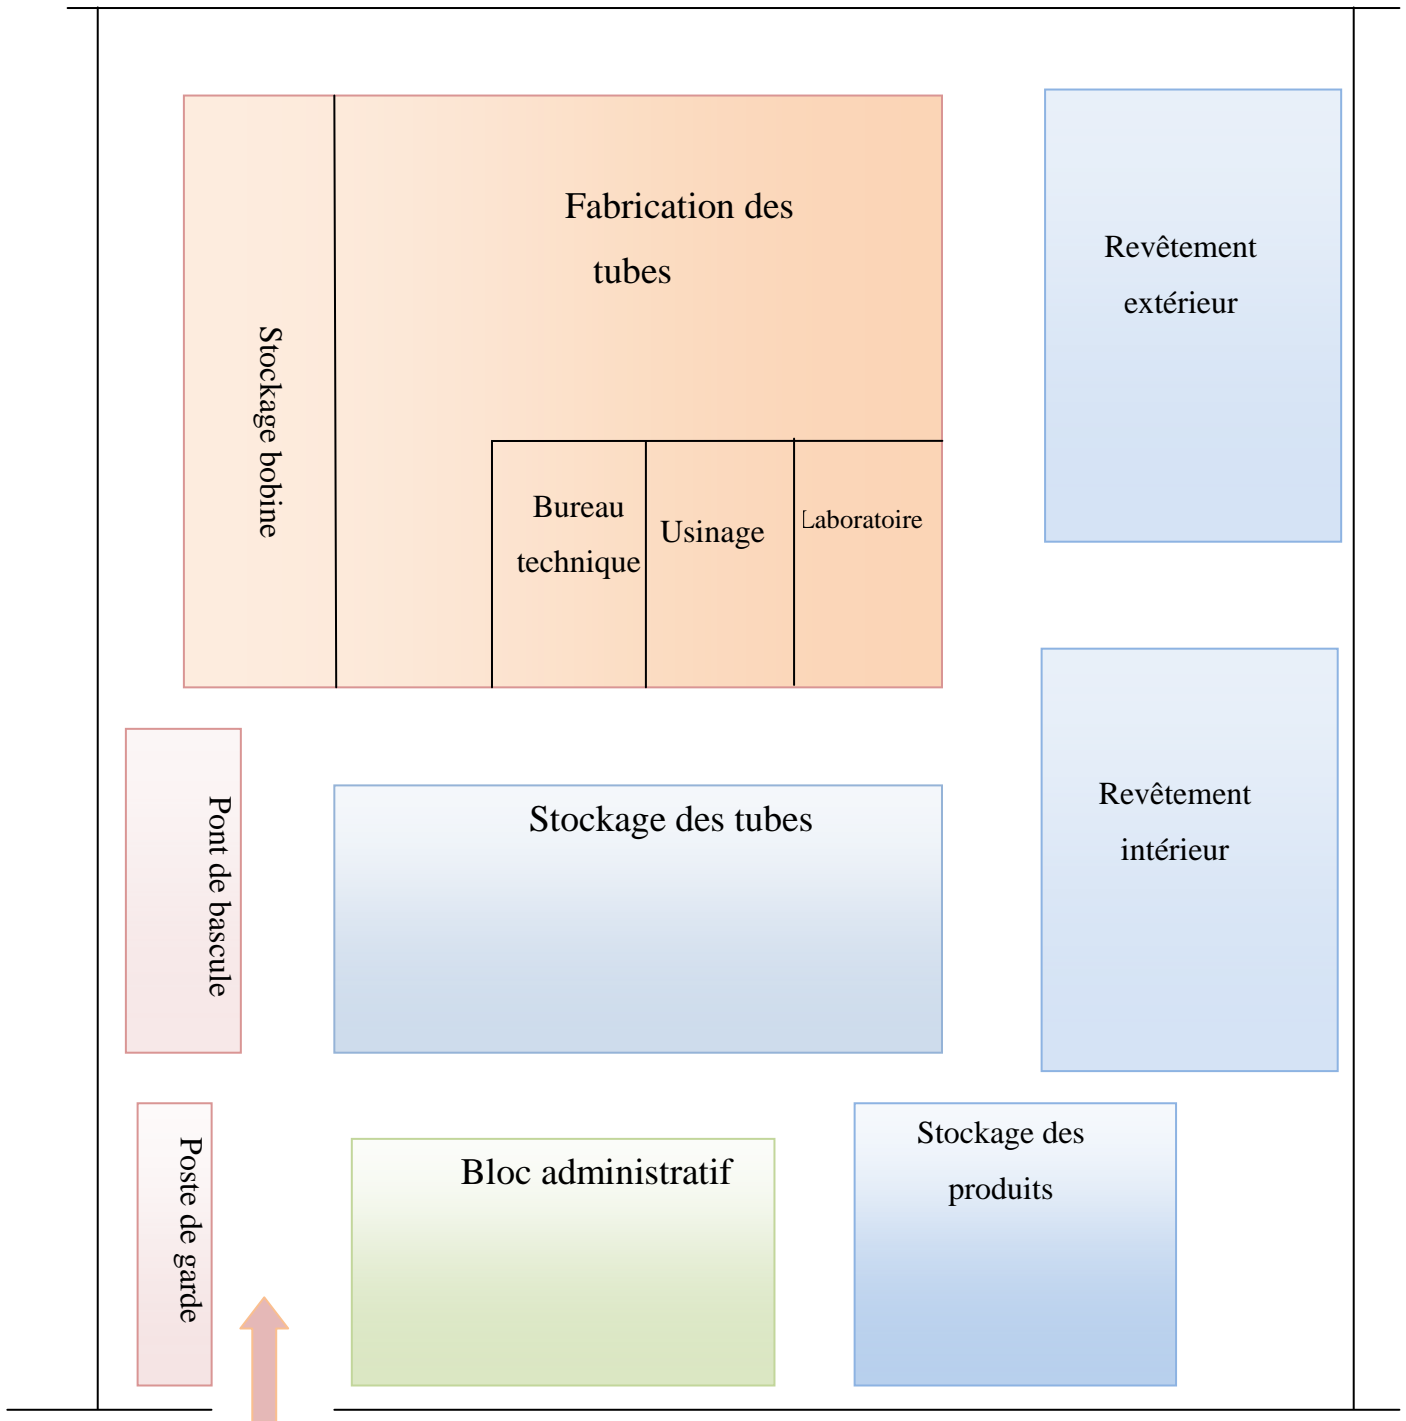 Fabrication des
tubes
Revêtement
extérieur
Stockage bobine
Bureau
technique
Usinage
Laboratoire
Pont de bascule
Stockage des tubes
Revêtement
intérieur
Poste de garde
Bloc administratif
Stockage des
produits